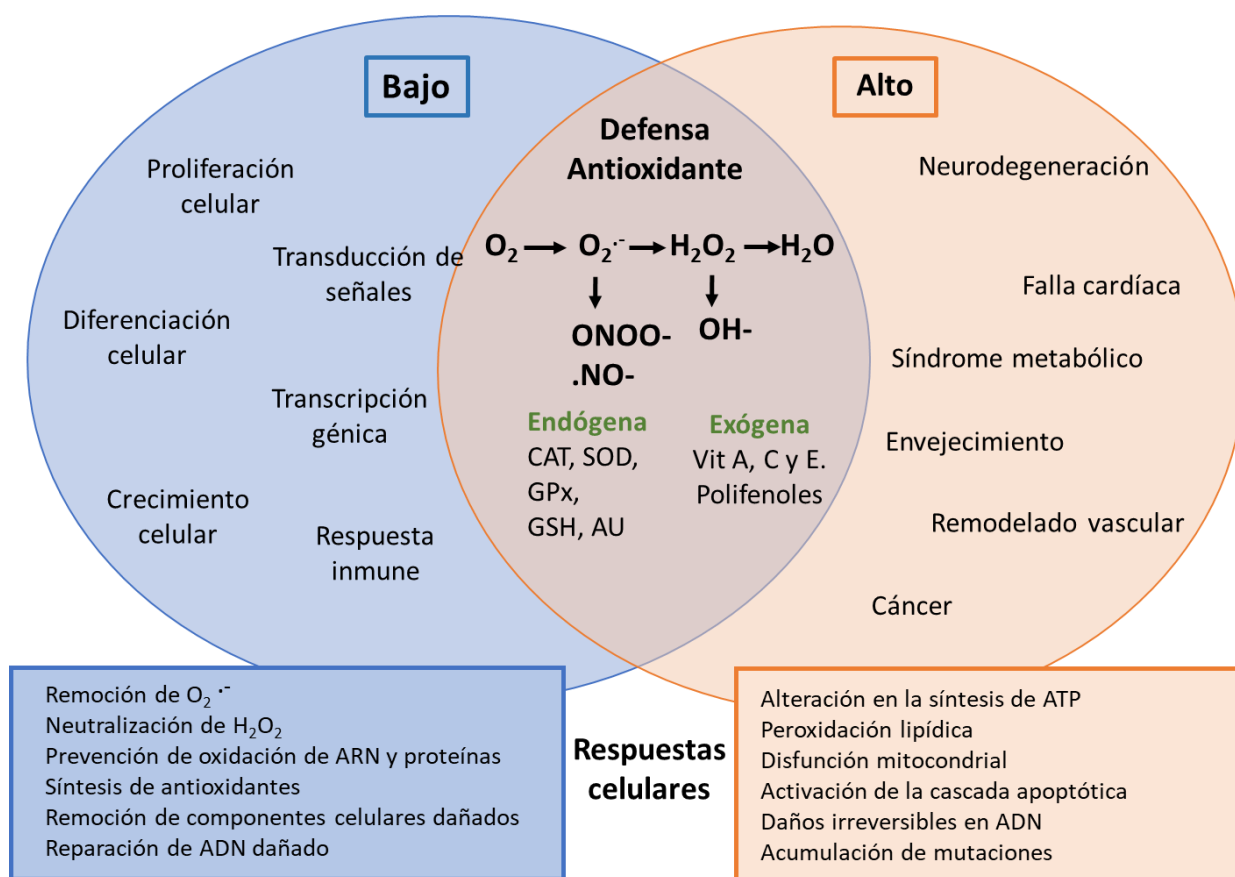 Bajo
Proliferación
celular
Transducción de
señales
Diferenciación
celular
Transcripción
génica
Crecimiento
celular
Respuesta
inmune
Defensa
Antioxidante
O₂ → O₂·⁻ → H₂O₂ → H₂O
ONOO-
.NO-
OH-
Endógena
CAT, SOD,
GPx,
GSH, AU
Exógena
Vit A, C y E.
Polifenoles
Alto
Neurodegeneración
Falla cardíaca
Síndrome metabólico
Envejecimiento
Remodelado vascular
Cáncer
Remoción de O₂ ·⁻
Neutralización de H₂O₂
Prevención de oxidación de ARN y proteínas
Síntesis de antioxidantes
Remoción de componentes celulares dañados
Reparación de ADN dañado
Respuestas
celulares
Alteración en la síntesis de ATP
Peroxidación lipídica
Disfunción mitocondrial
Activación de la cascada apoptótica
Daños irreversibles en ADN
Acumulación de mutaciones